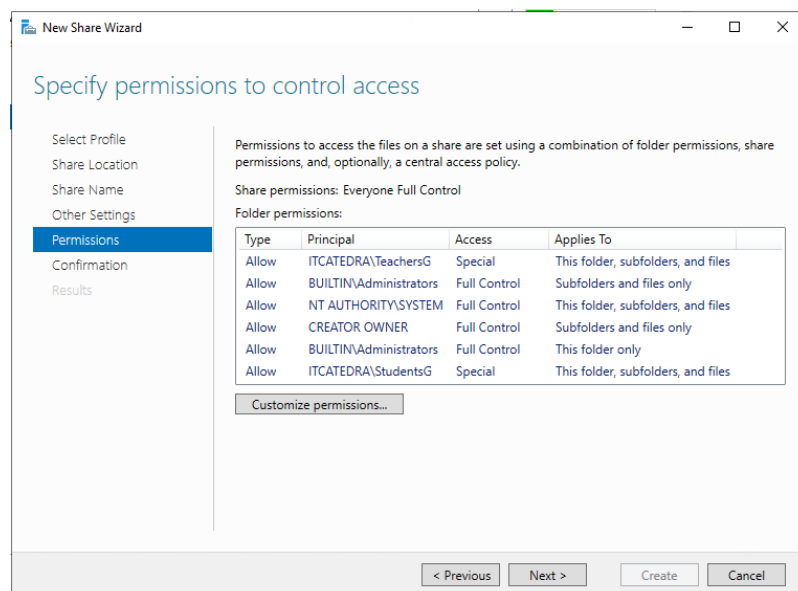 New Share Wizard
Specify permissions to control access
Select Profile
Share Location
Share Name
Other Settings
Permissions
Confirmation
Results
Permissions to access the files on a share are set using a combination of folder permissions, share
permissions, and, optionally, a central access policy.
Share permissions: Everyone Full Control
Folder permissions:
Type Principal Access Applies To
Allow ITCATEDRA\TeachersG Special This folder, subfolders, and files
Allow BUILTIN\Administrators Full Control Subfolders and files only
Allow NT AUTHORITY\SYSTEM Full Control This folder, subfolders, and files
Allow CREATOR OWNER Full Control Subfolders and files only
Allow BUILTIN\Administrators Full Control This folder only
Allow ITCATEDRA\StudentsG Special This folder, subfolders, and files
Customize permissions...
< Previous Next > Create Cancel